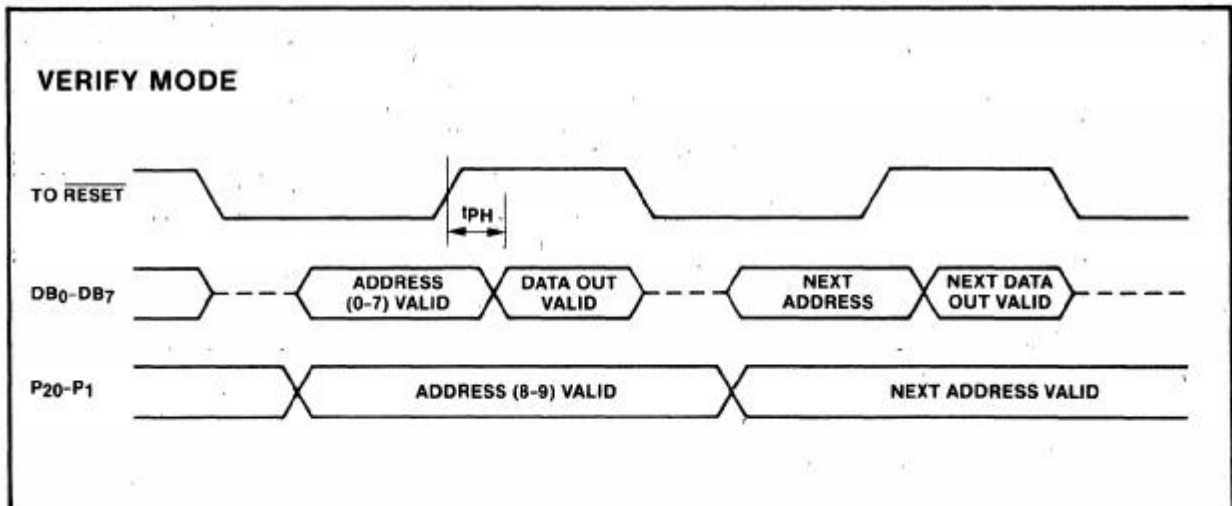 VERIFY MODE
TO RESET
tPH
DB0-DB7
ADDRESS
(0-7) VALID
DATA OUT
VALID
NEXT
ADDRESS
NEXT DATA
OUT VALID
P20-P1
ADDRESS (8-9) VALID
NEXT ADDRESS VALID